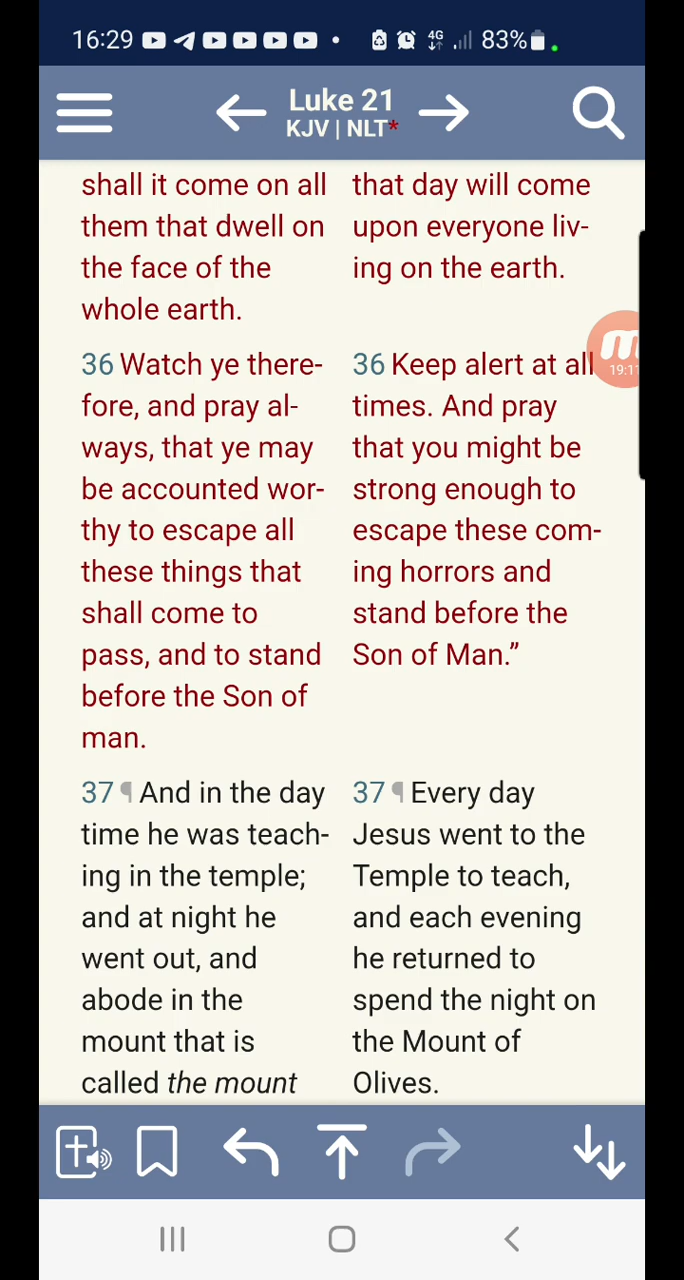 16:29 4G 83%
Luke 21
KJV | NLT*
shall it come on all
them that dwell on
the face of the
whole earth.
36 Watch ye there-
fore, and pray al-
ways, that ye may
be accounted wor-
thy to escape all
these things that
shall come to
pass, and to stand
before the Son of
man.
37 ¶ And in the day
time he was teach-
ing in the temple;
and at night he
went out, and
abode in the
mount that is
called the mount
that day will come
upon everyone liv-
ing on the earth.
36 Keep alert at all
times. And pray
that you might be
strong enough to
escape these com-
ing horrors and
stand before the
Son of Man.”
37 ¶ Every day
Jesus went to the
Temple to teach,
and each evening
he returned to
spend the night on
the Mount of
Olives.
m
19:11